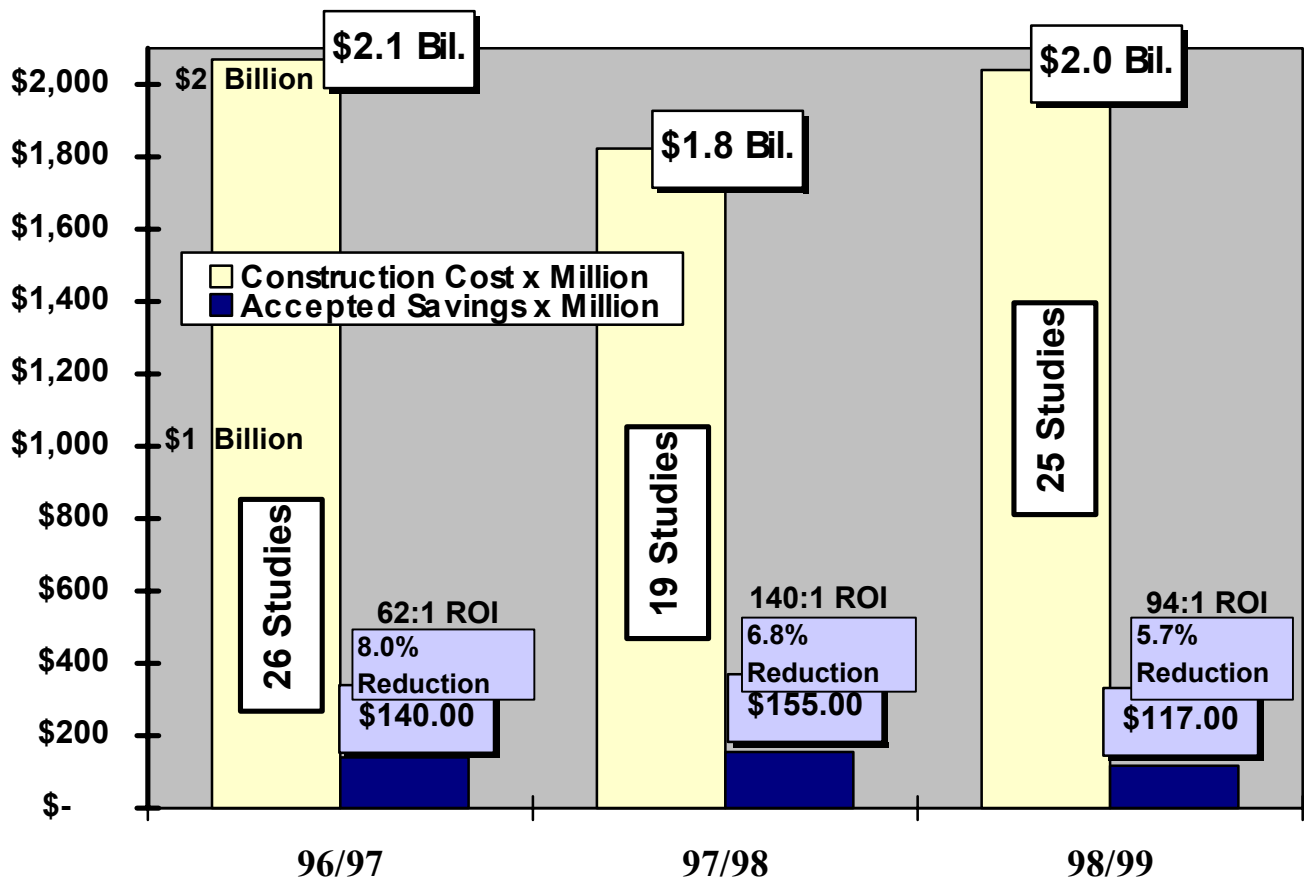 $2.1 Bil.
$2.0 Bil.
$2,000
$2 Billion
$1.8 Bil.
$1,800
$1,600
Construction Cost x Million
Accepted Savings x Million
$1,400
$1,200
$1,000
$1 Billion
$800
$600
$400
$200
$-
26 Studies
19 Studies
25 Studies
62:1 ROI
8.0%
Reduction
$140.00
140:1 ROI
6.8%
Reduction
$155.00
94:1 ROI
5.7%
Reduction
$117.00
96/97
97/98
98/99